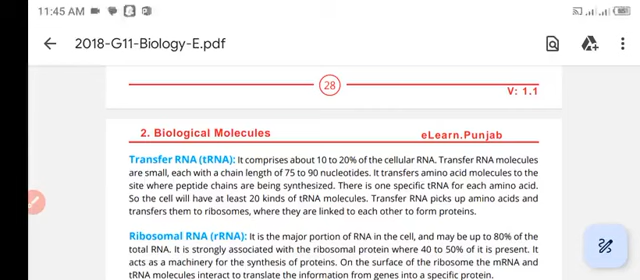 11:45 AM
2018-G11-Biology-E.pdf
28
V: 1.1
2. Biological Molecules
eLearn.Punjab
Transfer RNA (tRNA): It comprises about 10 to 20% of the cellular RNA. Transfer RNA molecules
are small, each with a chain length of 75 to 90 nucleotides. It transfers amino acid molecules to the
site where peptide chains are being synthesized. There is one specific tRNA for each amino acid.
So the cell will have at least 20 kinds of tRNA molecules. Transfer RNA picks up amino acids and
transfers them to ribosomes, where they are linked to each other to form proteins.
Ribosomal RNA (rRNA): It is the major portion of RNA in the cell, and may be up to 80% of the
total RNA. It is strongly associated with the ribosomal protein where 40 to 50% of it is present. It
acts as a machinery for the synthesis of proteins. On the surface of the ribosome the mRNA and
tRNA molecules interact to translate the information from genes into a specific protein.